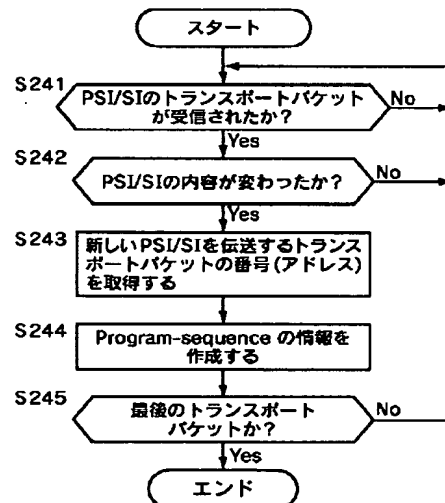 スタート
S241
PSI/SIのトランスポートパケット
が受信されたか？
No
Yes
S242
PSI/SIの内容が変わったか？
No
Yes
S243
新しいPSI/SIを伝送するトランス
ポートパケットの番号(アドレス)
を取得する
S244
Program-sequence の情報を
作成する
S245
最後のトランスポート
パケットか？
No
Yes
エンド